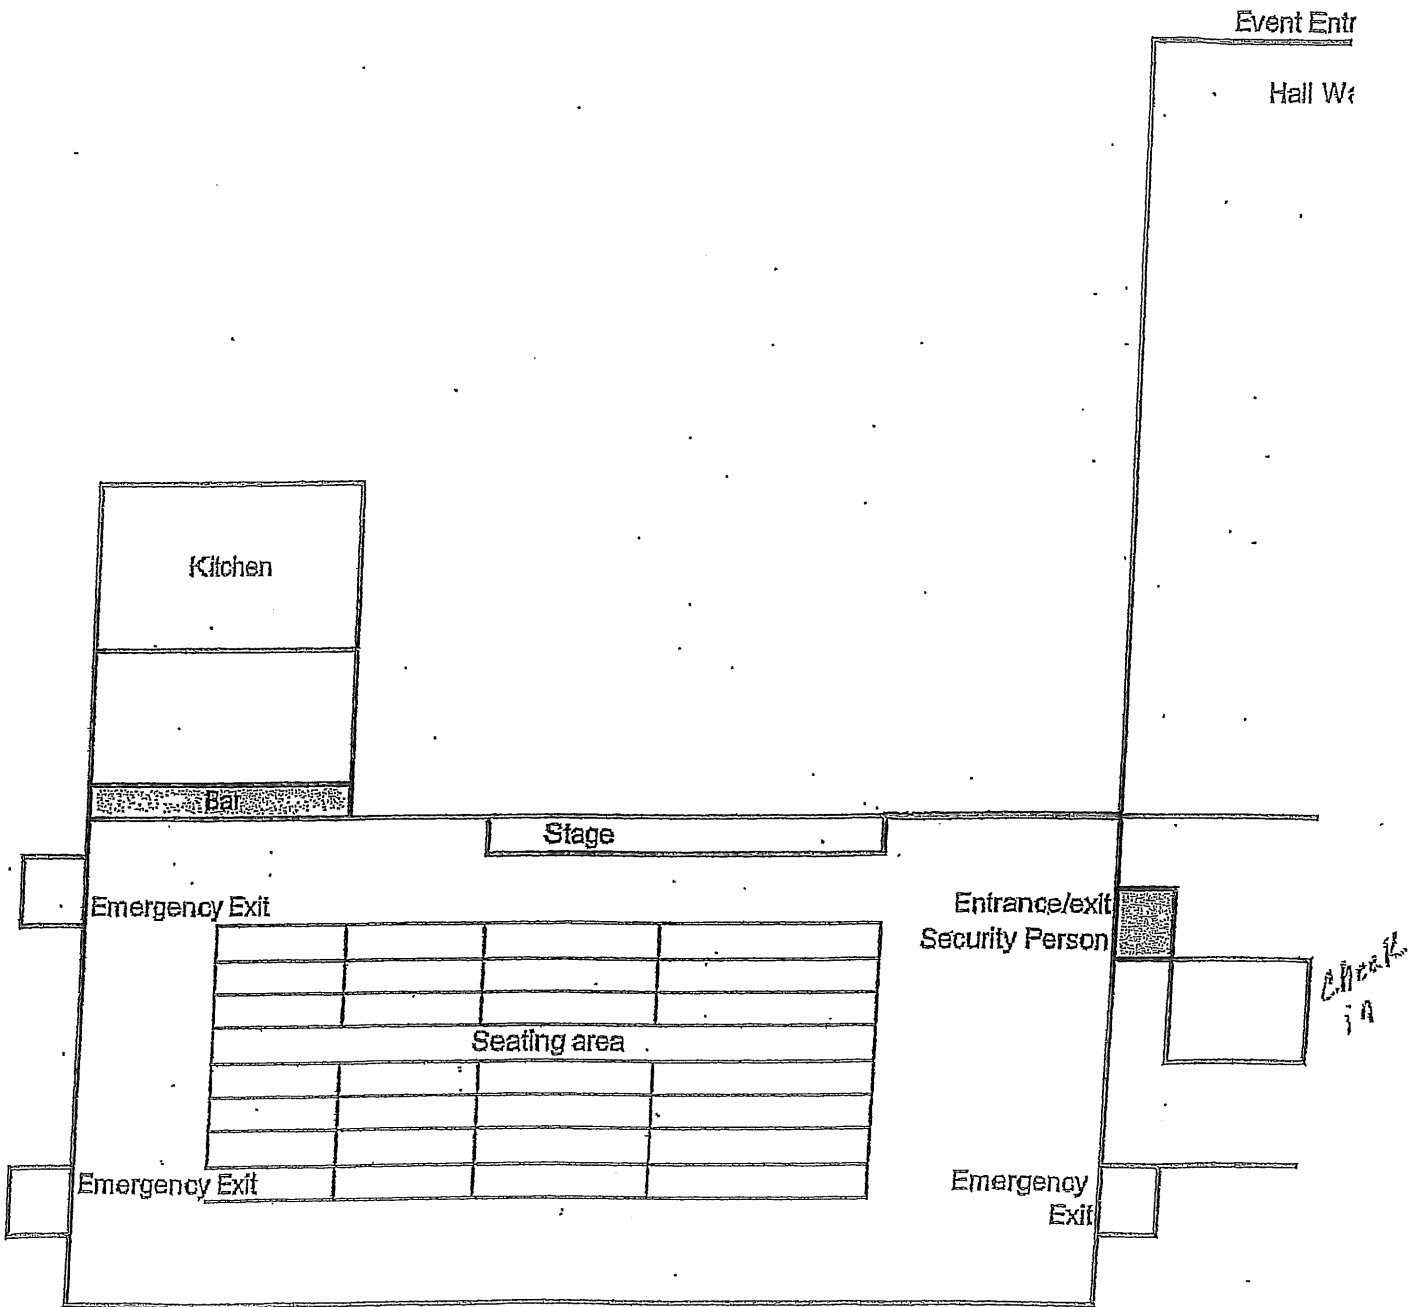 Event Entr
Hall Wa
Kitchen
Bar
Stage
Emergency Exit
Entrance/exit
Security Person
check
in
Seating area
Emergency Exit
Emergency
Exit